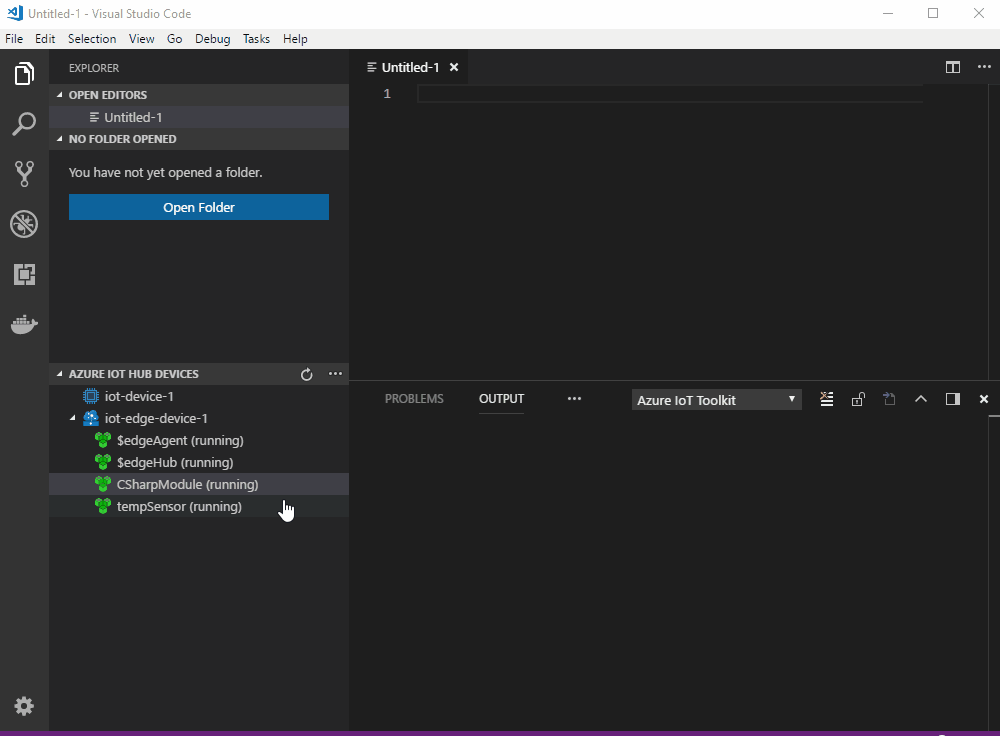 Untitled-1 - Visual Studio Code
File Edit Selection View Go Debug Tasks Help
EXPLORER
OPEN EDITORS
Untitled-1
NO FOLDER OPENED
You have not yet opened a folder.
Open Folder
AZURE IOT HUB DEVICES
iot-device-1
iot-edge-device-1
$edgeAgent (running)
$edgeHub (running)
CSharpModule (running)
tempSensor (running)
Untitled-1
1
PROBLEMS OUTPUT Azure IoT Toolkit